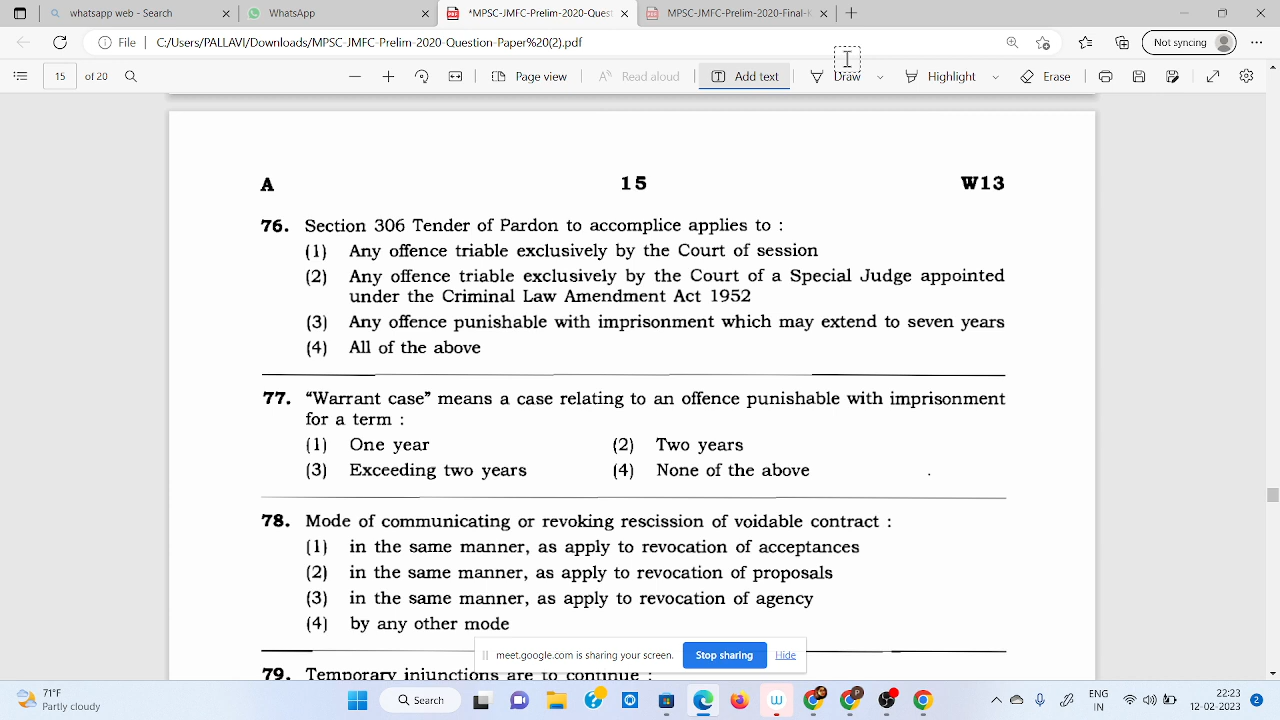 whatsapp web - Search
WhatsApp
*MPSC-JMFC-Prelim-2020-Quest
MPSC-JMFC-Prelim-2020-Final-k
File
C:/Users/PALLAVI/Downloads/MPSC_JMFC-Prelim-2020-Question-Paper%20(2).pdf
Not syncing
15 of 20
Page view
Read aloud
Add text
Draw
Highlight
Erase
A 15 W13
76. Section 306 Tender of Pardon to accomplice applies to :
(1) Any offence triable exclusively by the Court of session
(2) Any offence triable exclusively by the Court of a Special Judge appointed
under the Criminal Law Amendment Act 1952
(3) Any offence punishable with imprisonment which may extend to seven years
(4) All of the above
77. "Warrant case" means a case relating to an offence punishable with imprisonment
for a term :
(1) One year (2) Two years
(3) Exceeding two years (4) None of the above
78. Mode of communicating or revoking rescission of voidable contract :
(1) in the same manner, as apply to revocation of acceptances
(2) in the same manner, as apply to revocation of proposals
(3) in the same manner, as apply to revocation of agency
(4) by any other mode
meet.google.com is sharing your screen. Stop sharing Hide
79. Temporary injunctions are to continue :
71°F
Partly cloudy
Search
ENG
IN
22:23
12-02-2023
2